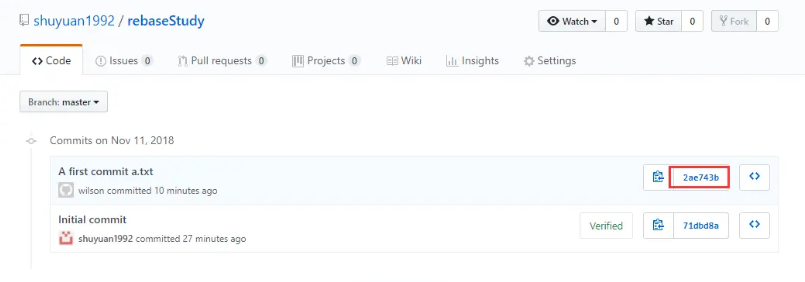 shuyuan1992 / rebaseStudy
Watch 0 Star 0 Fork 0
Code Issues 0 Pull requests 0 Projects 0 Wiki Insights Settings
Branch: master
Commits on Nov 11, 2018
A first commit a.txt
wilson committed 10 minutes ago
2ae743b
Initial commit
shuyuan1992 committed 27 minutes ago
Verified
71dbd8a